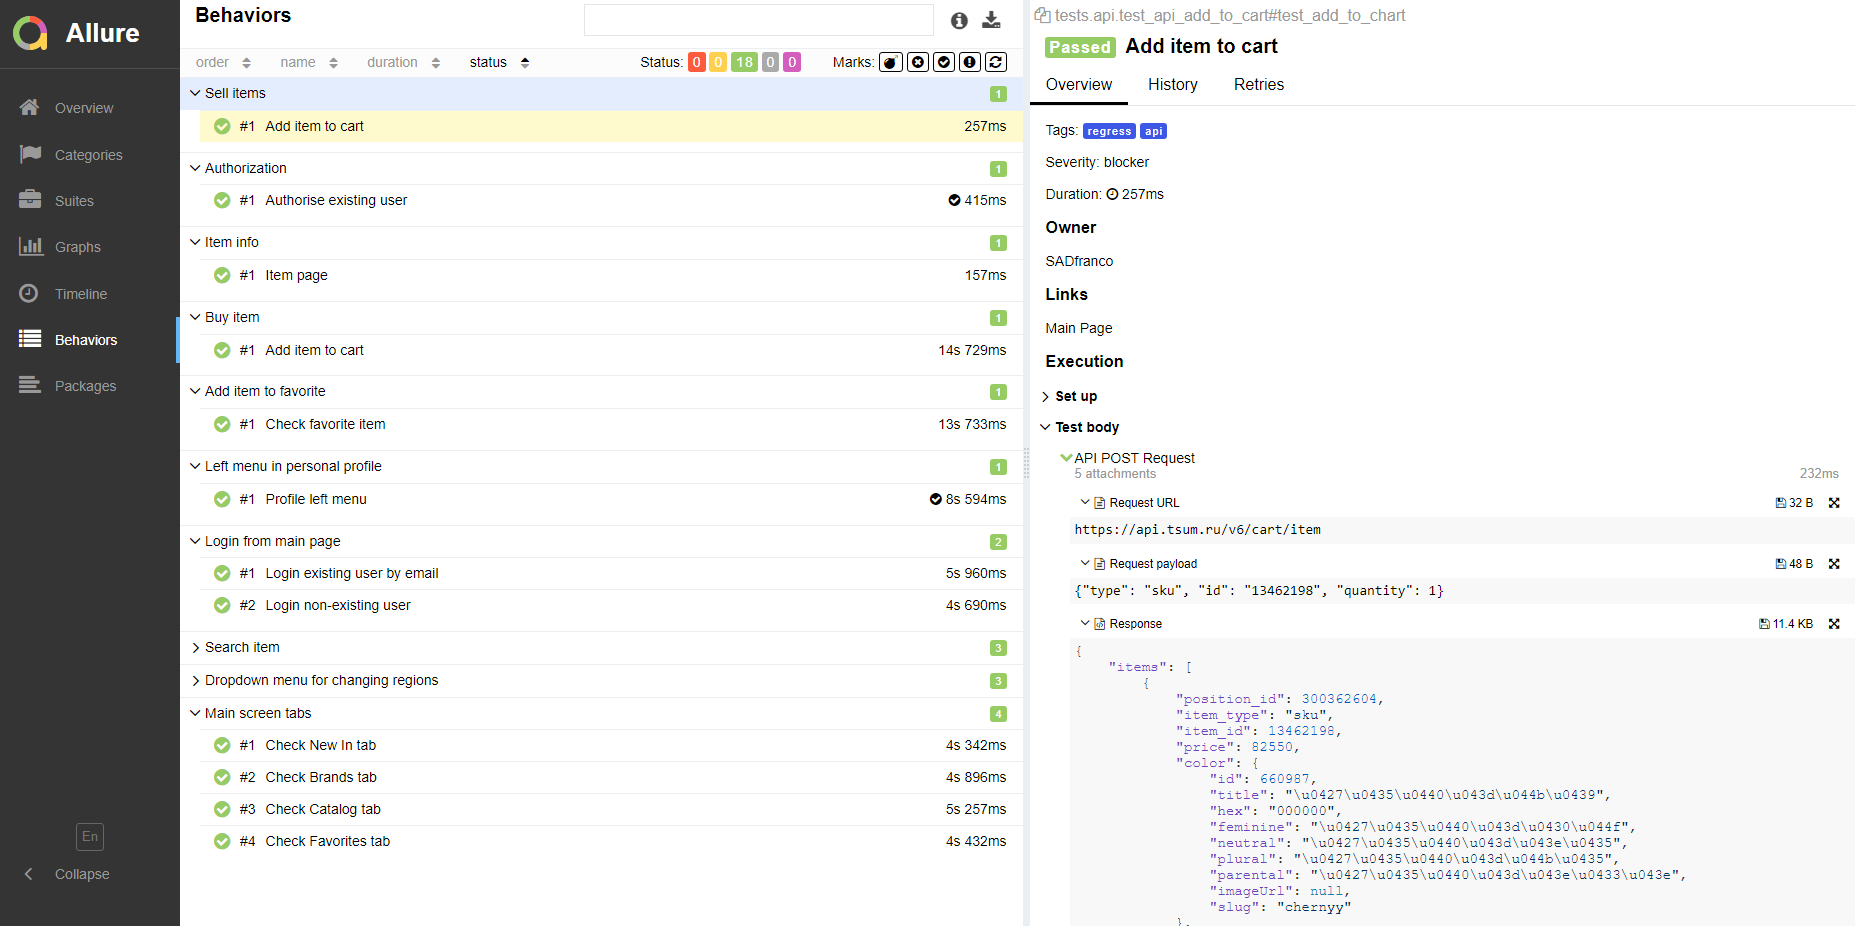 Allure
Overview
Categories
Suites
Graphs
Timeline
Behaviors
Packages
En
Collapse
Behaviors
order name duration status Status: 0 0 18 0 0 Marks:
Sell items 1
#1 Add item to cart 257ms
Authorization 1
#1 Authorise existing user 415ms
Item info 1
#1 Item page 157ms
Buy item 1
#1 Add item to cart 14s 729ms
Add item to favorite 1
#1 Check favorite item 13s 733ms
Left menu in personal profile 1
#1 Profile left menu 8s 594ms
Login from main page 2
#1 Login existing user by email 5s 960ms
#2 Login non-existing user 4s 690ms
Search item 3
Dropdown menu for changing regions 3
Main screen tabs 4
#1 Check New In tab 4s 342ms
#2 Check Brands tab 4s 896ms
#3 Check Catalog tab 5s 257ms
#4 Check Favorites tab 4s 432ms
tests.api.test_api_add_to_cart#test_add_to_chart
Passed Add item to cart
Overview History Retries
Tags: regress api
Severity: blocker
Duration: 257ms
Owner
SADfranco
Links
Main Page
Execution
Set up
Test body
API POST Request
5 attachments 232ms
Request URL 32 B
https://api.tsum.ru/v6/cart/item
Request payload 48 B
{"type": "sku", "id": "13462198", "quantity": 1}
Response 11.4 KB
{
"items": [
{
"position_id": 300362604,
"item_type": "sku",
"item_id": 13462198,
"price": 82550,
"color": {
"id": 660987,
"title": "\u0427\u0435\u0440\u043d\u044b\u0439",
"hex": "000000",
"feminine": "\u0427\u0435\u0440\u043d\u0430\u044f",
"neutral": "\u0427\u0435\u0440\u043d\u043e\u0435",
"plural": "\u0427\u0435\u0440\u043d\u044b\u0435",
"parental": "\u0427\u0435\u0440\u043d\u043e\u0433\u043e",
"imageUrl": null,
"slug": "chernyy"
},